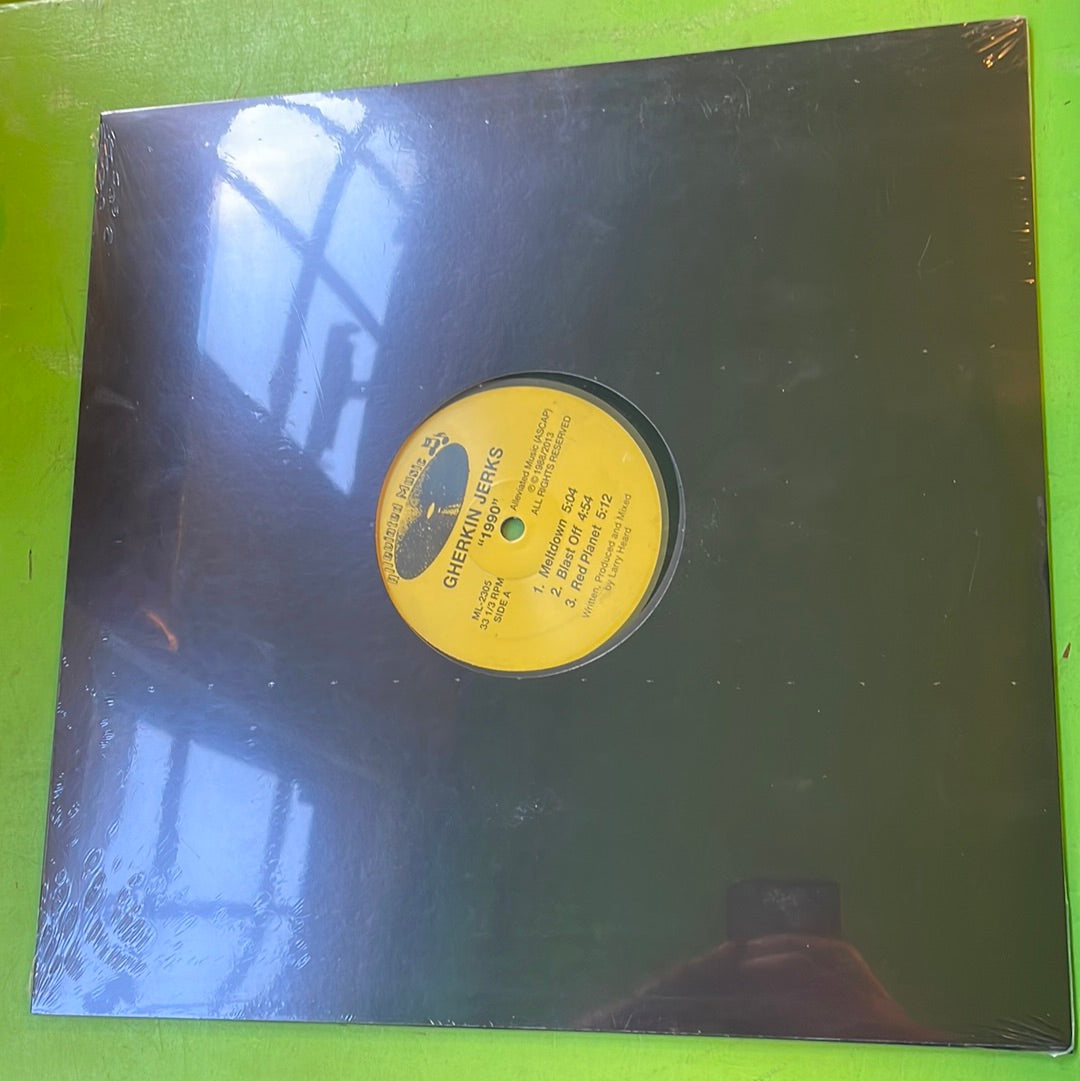 Alleviated Music
GHERKIN JERKS
"1990"
ML-2305
33 1/3 RPM
SIDE A
Alleviated Music (ASCAP)
℗ © 1988/2013
ALL RIGHTS RESERVED
1. Meltdown 5:04
2. Blast Off 4:54
3. Red Planet 5:12
Written, Produced and Mixed
by Larry Heard